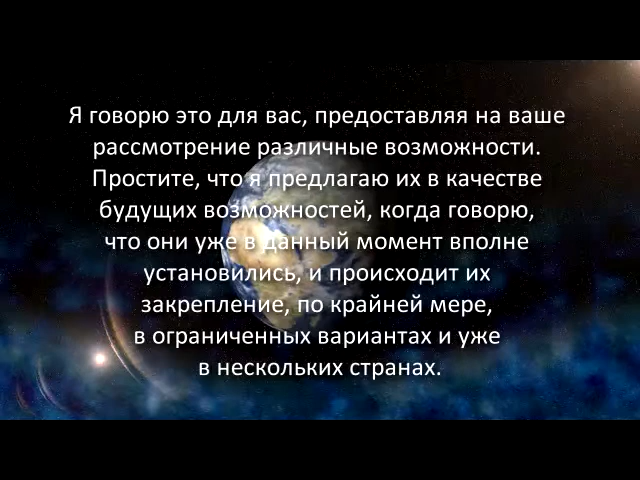 Я говорю это для вас, предоставляя на ваше
рассмотрение различные возможности.
Простите, что я предлагаю их в качестве
будущих возможностей, когда говорю,
что они уже в данный момент вполне
установились, и происходит их
закрепление, по крайней мере,
в ограниченных вариантах и уже
в нескольких странах.